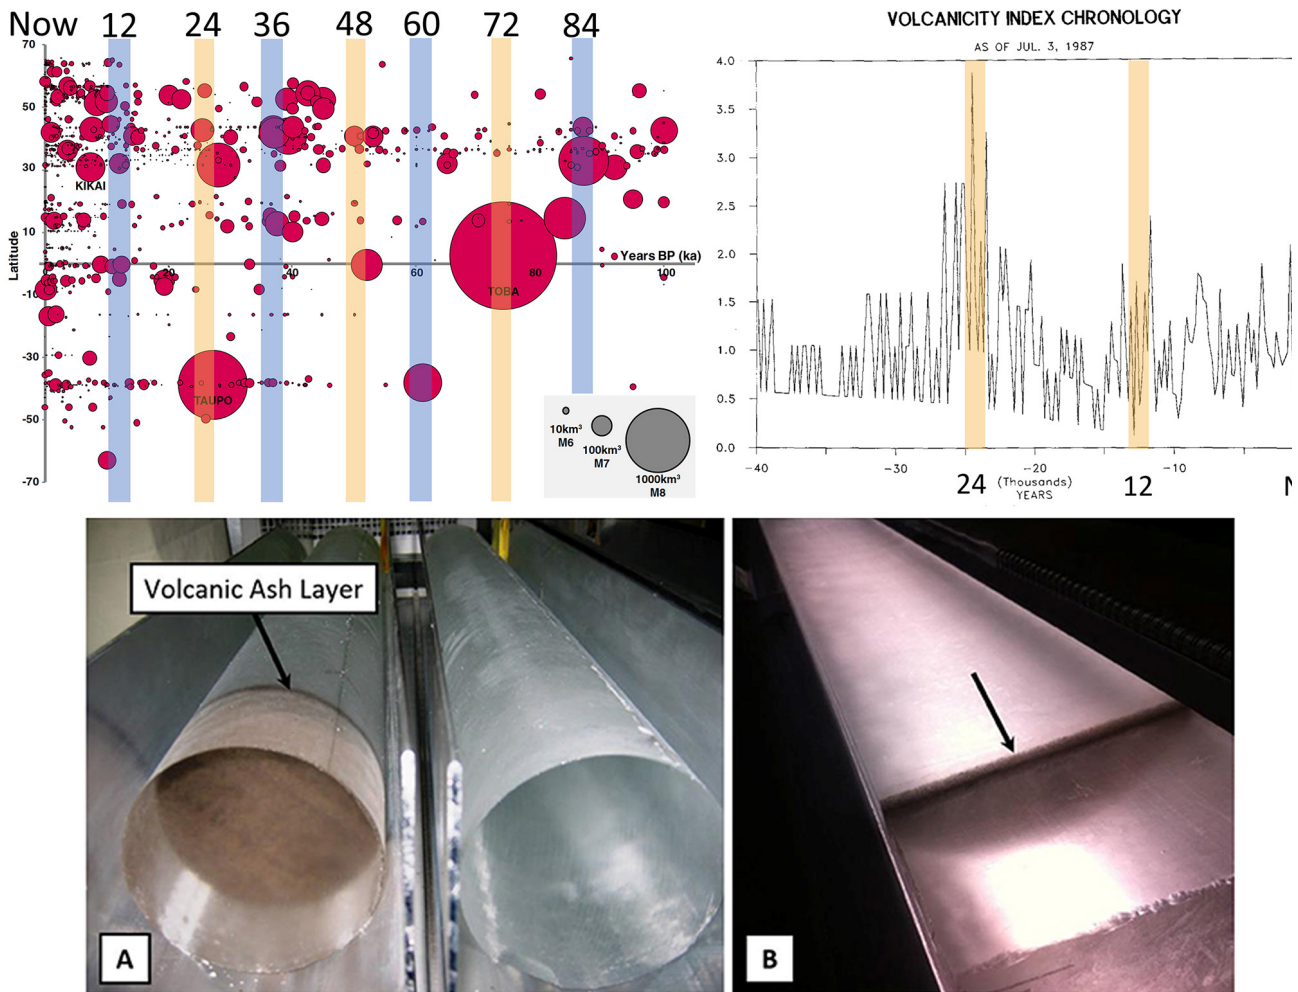 Now 12 24 36 48 60 72 84
70
50
30
10
-10
-30
-50
-70
Latitude
KIKAI
TOBA
TAUPO
20
40
60
80
100
Years BP (ka)
10km³
M6
100km³
M7
1000km³
M8
VOLCANICITY INDEX CHRONOLOGY
AS OF JUL. 3, 1987
4.0
3.5
3.0
2.5
2.0
1.5
1.0
0.5
0.0
-40
-30
-20
-10
24
(Thousands)
YEARS
12
Volcanic Ash Layer
A
B